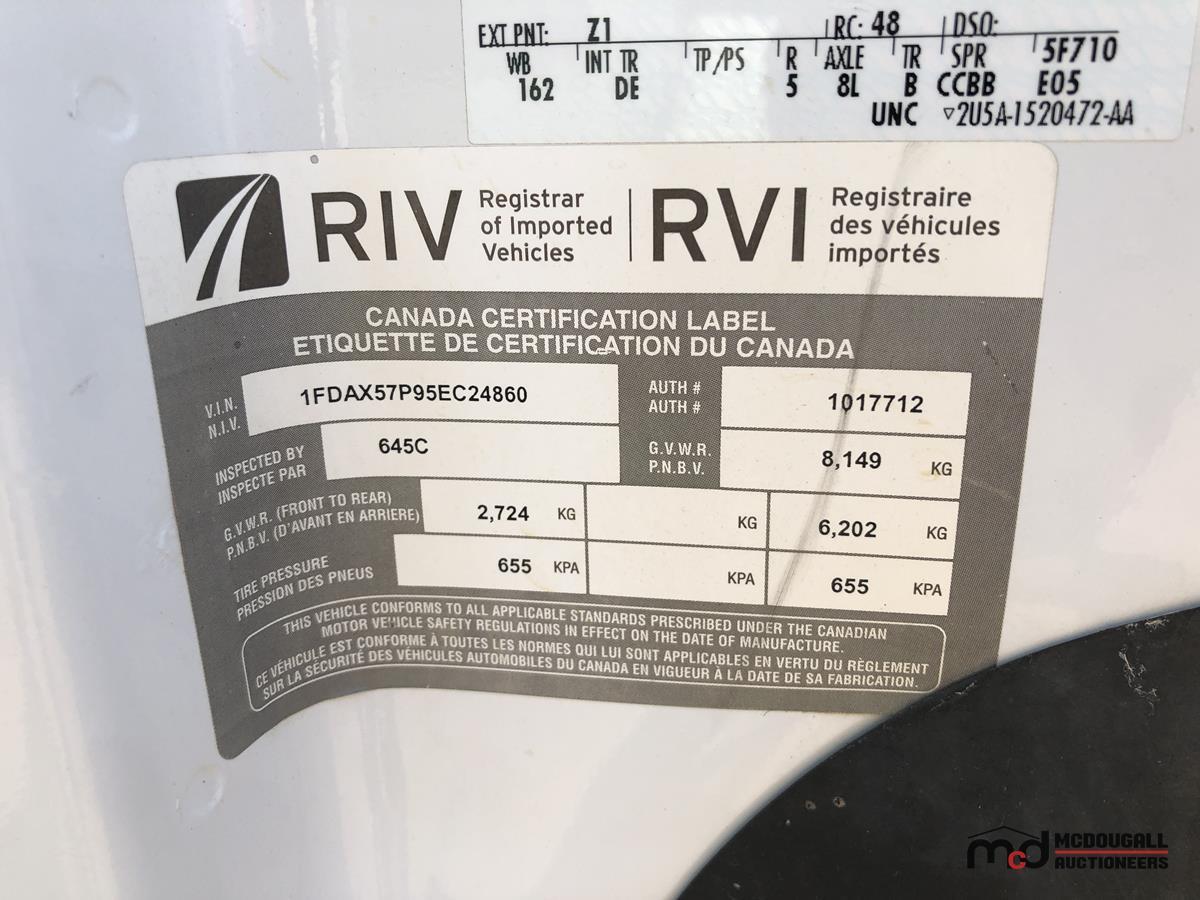 EXT PNT: Z1 RC: 48 DSO:
WB INT TR TP/PS R AXLE TR SPR 5F710
162 DE 5 8L B CCBB E05
UNC ▽2U5A-1520472-AA
RIV Registrar of Imported Vehicles | RVI Registraire des véhicules importés
CANADA CERTIFICATION LABEL
ETIQUETTE DE CERTIFICATION DU CANADA
V.I.N. N.I.V. 1FDAX57P95EC24860 AUTH # AUTH # 1017712
INSPECTED BY INSPECTE PAR 645C G.V.W.R. P.N.B.V. 8,149 KG
G.V.W.R. (FRONT TO REAR) P.N.B.V. (D'AVANT EN ARRIERE) 2,724 KG KG 6,202 KG
TIRE PRESSURE PRESSION DES PNEUS 655 KPA KPA 655 KPA
THIS VEHICLE CONFORMS TO ALL APPLICABLE STANDARDS PRESCRIBED UNDER THE CANADIAN
MOTOR VEHICLE SAFETY REGULATIONS IN EFFECT ON THE DATE OF MANUFACTURE.
CE VÉHICULE EST CONFORME À TOUTES LES NORMES QUI LUI SONT APPLICABLES EN VERTU DU RÈGLEMENT
SUR LA SÉCURITÉ DES VÉHICULES AUTOMOBILES DU CANADA EN VIGUEUR À LA DATE DE SA FABRICATION.
mcd MCDOUGALL
AUCTIONEERS